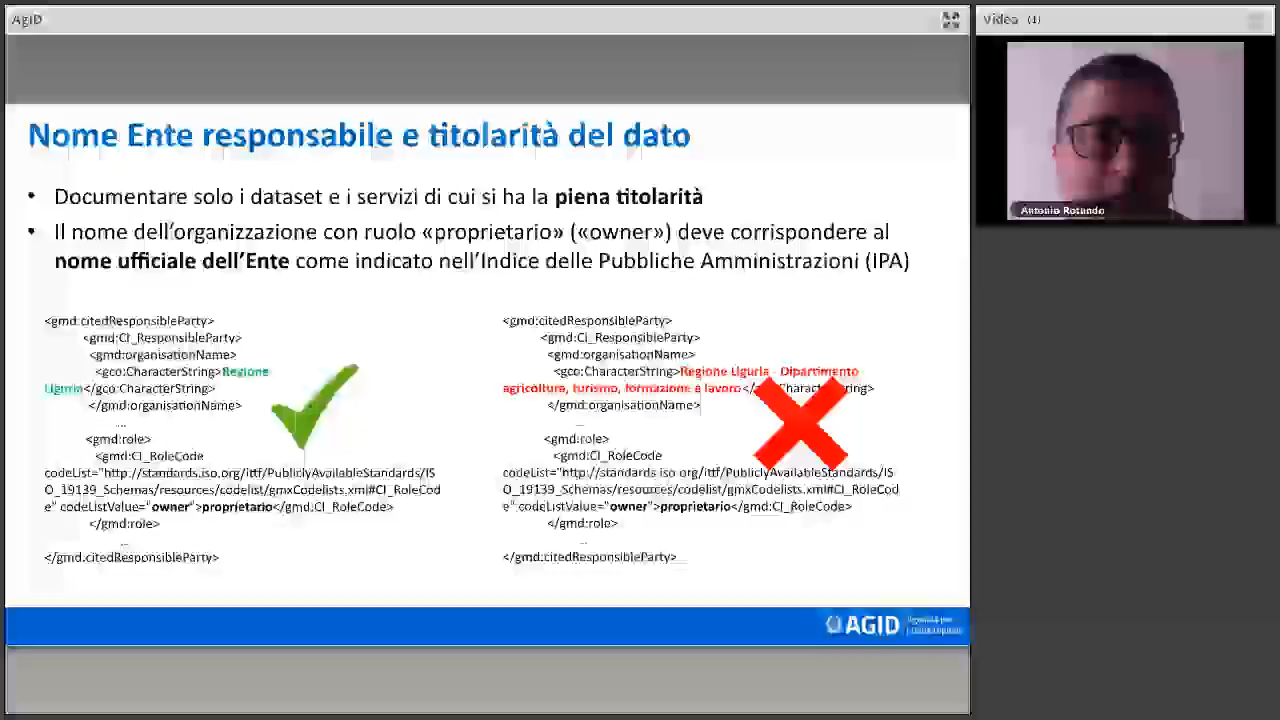 AgID
Video (1)
Antonio Rotundo
Nome Ente responsabile e titolarità del dato
• Documentare solo i dataset e i servizi di cui si ha la piena titolarità
• Il nome dell'organizzazione con ruolo «proprietario» («owner») deve corrispondere al
nome ufficiale dell'Ente come indicato nell'Indice delle Pubbliche Amministrazioni (IPA)
<gmd:citedResponsibleParty>
<gmd:CI_ResponsibleParty>
<gmd:organisationName>
<gco:CharacterString>Regione
Liguria</gco:CharacterString>
</gmd:organisationName>
...
<gmd:role>
<gmd:CI_RoleCode
codeList="http://standards.iso.org/ittf/PubliclyAvailableStandards/IS
O_19139_Schemas/resources/codelist/gmxCodelists.xml#CI_RoleCod
e" codeListValue="owner">proprietario</gmd:CI_RoleCode>
</gmd:role>
...
</gmd:citedResponsibleParty>
<gmd:citedResponsibleParty>
<gmd:CI_ResponsibleParty>
<gmd:organisationName>
<gco:CharacterString>Regione Liguria - Dipartimento
agricoltura, turismo, formazione e lavoro</gco:CharacterString>
</gmd:organisationName>
...
<gmd:role>
<gmd:CI_RoleCode
codeList="http://standards.iso.org/ittf/PubliclyAvailableStandards/IS
O_19139_Schemas/resources/codelist/gmxCodelists.xml#CI_RoleCod
e" codeListValue="owner">proprietario</gmd:CI_RoleCode>
</gmd:role>
...
</gmd:citedResponsibleParty>
AGID
Agenzia per